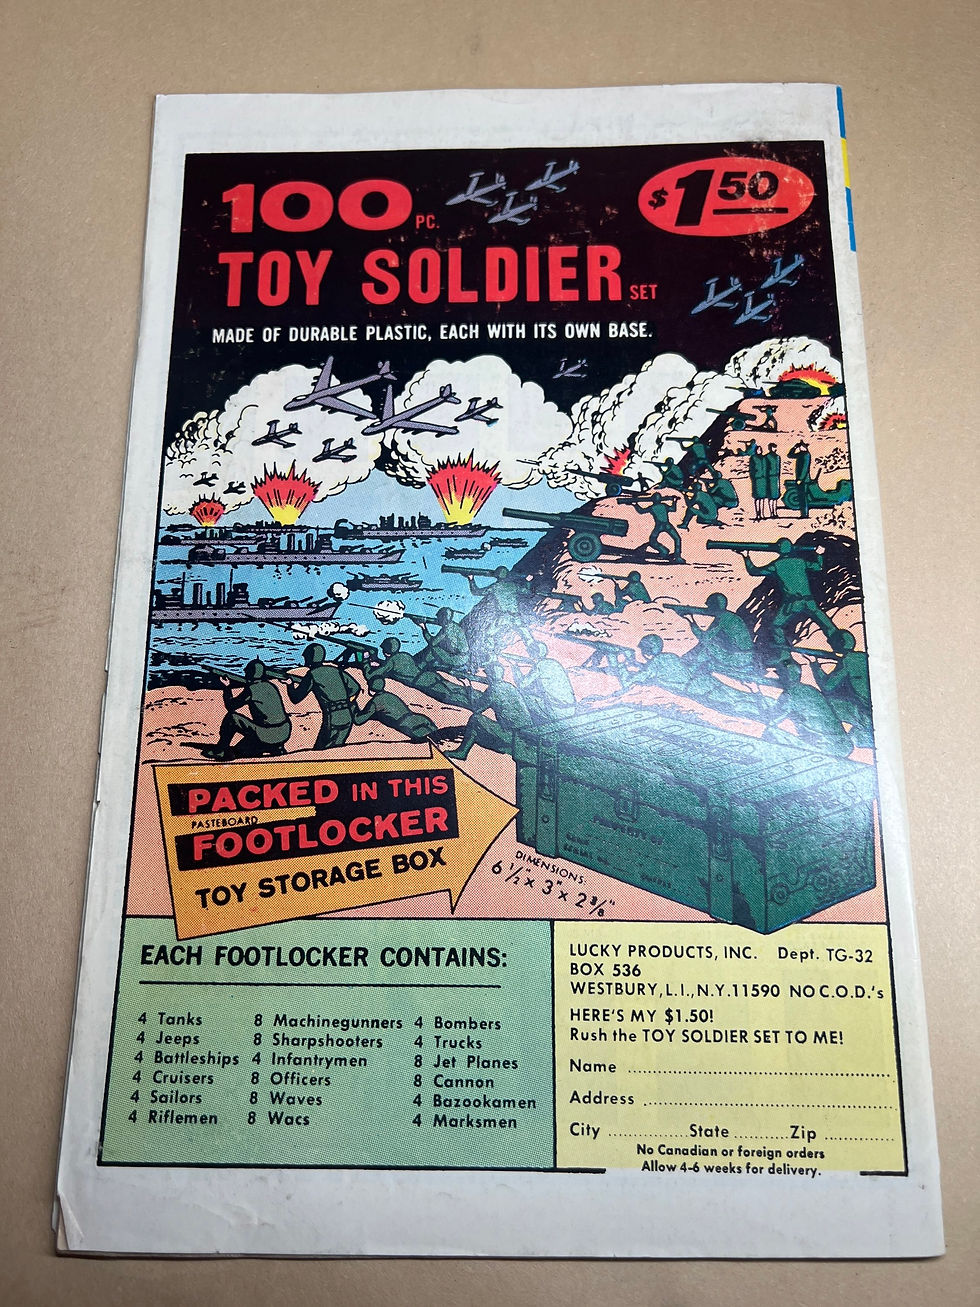 100 PC.
$1 50
TOY SOLDIER SET
MADE OF DURABLE PLASTIC, EACH WITH ITS OWN BASE.
PACKED IN THIS
PASTEBOARD
FOOTLOCKER
TOY STORAGE BOX
DIMENSIONS:
6 1/2" x 3" x 2 3/8"
EACH FOOTLOCKER CONTAINS:
4 Tanks
4 Jeeps
4 Battleships
4 Cruisers
4 Sailors
4 Riflemen
8 Machinegunners
8 Sharpshooters
4 Infantrymen
8 Officers
8 Waves
8 Wacs
4 Bombers
4 Trucks
8 Jet Planes
8 Cannon
4 Bazookamen
4 Marksmen
LUCKY PRODUCTS, INC. Dept. TG-32
BOX 536
WESTBURY, L.I., N.Y. 11590 NO C.O.D.'s
HERE'S MY $1.50!
Rush the TOY SOLDIER SET TO ME!
Name
Address
City State Zip
No Canadian or foreign orders
Allow 4-6 weeks for delivery.